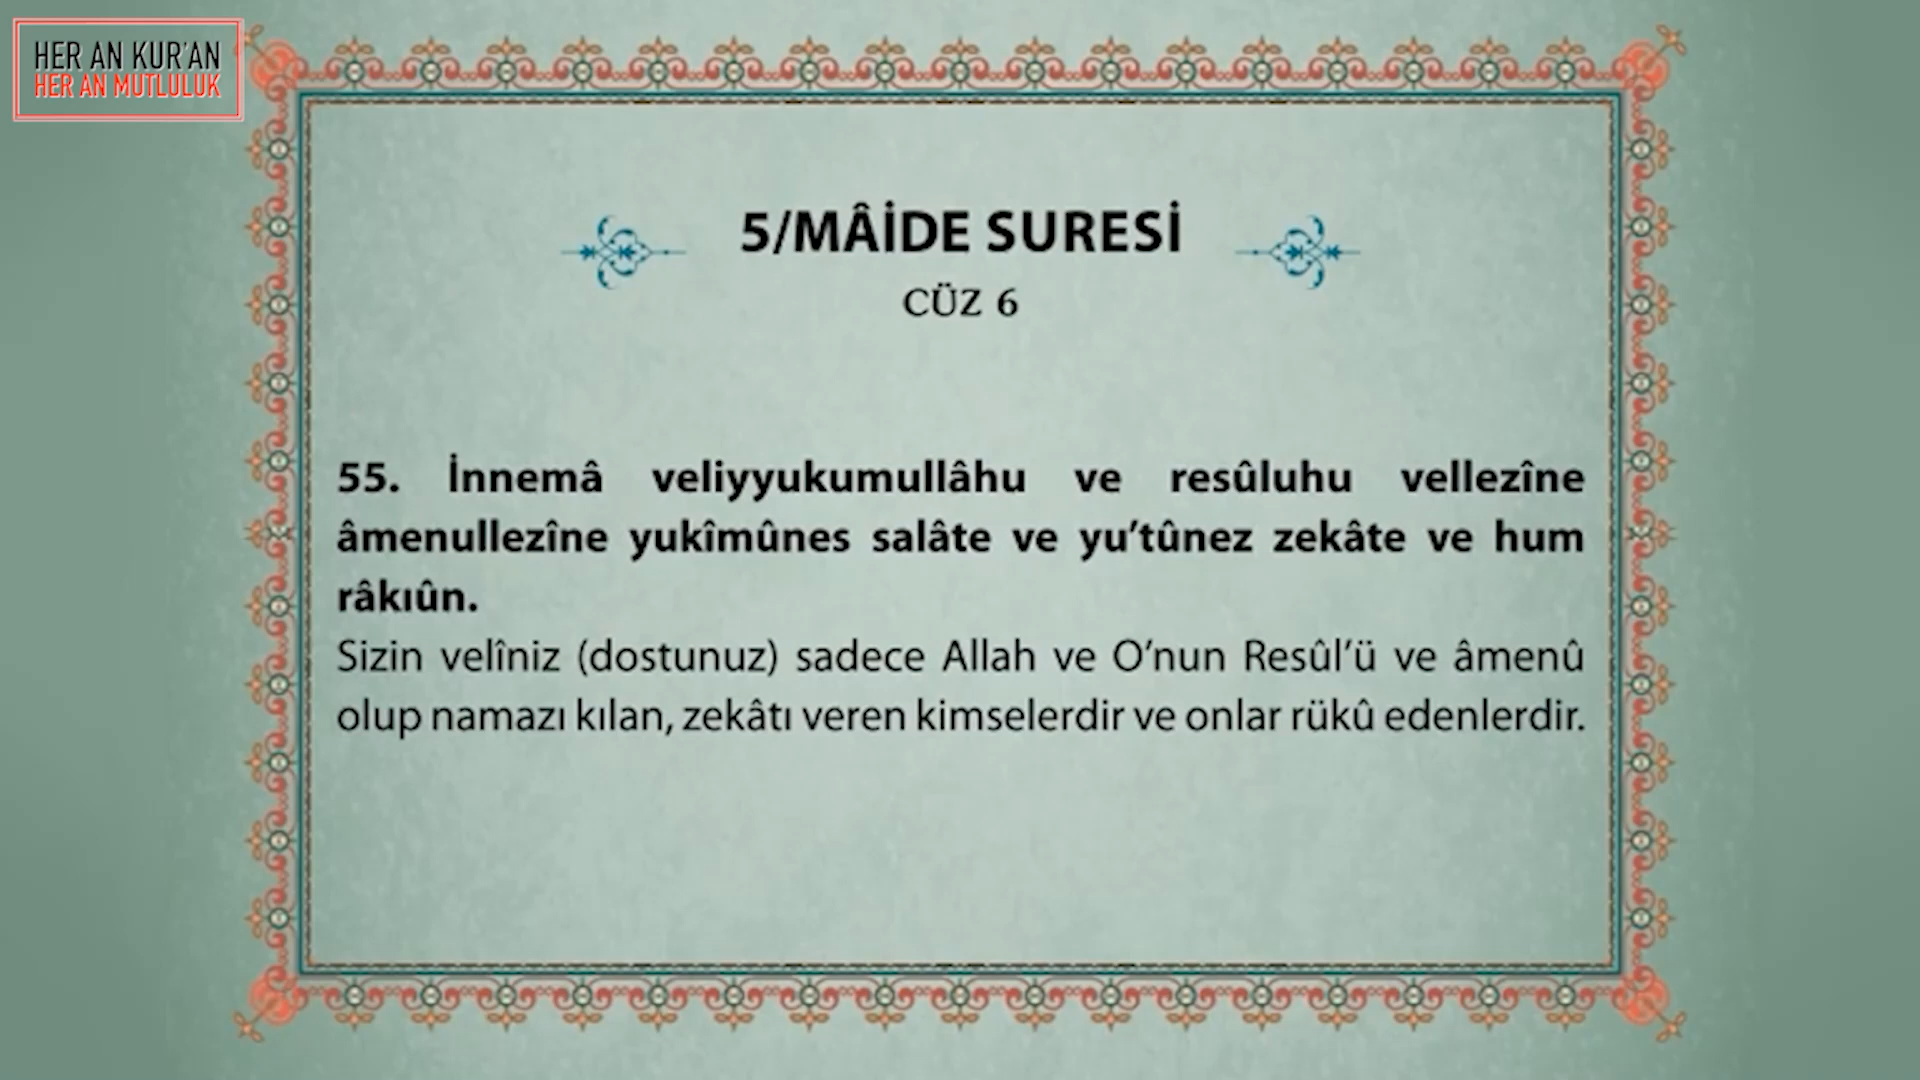 HER AN KUR'AN
HER AN MUTLULUK
5/MÂİDE SURESİ
CÜZ 6
55. İnnemâ veliyyukumullâhu ve resûluhu vellezîne
âmenullezîne yukîmûnes salâte ve yu’tûnez zekâte ve hum
râkıûn.
Sizin velîniz (dostunuz) sadece Allah ve O’nun Resûl’ü ve âmenû
olup namazı kılan, zekâtı veren kimselerdir ve onlar rükû edenlerdir.